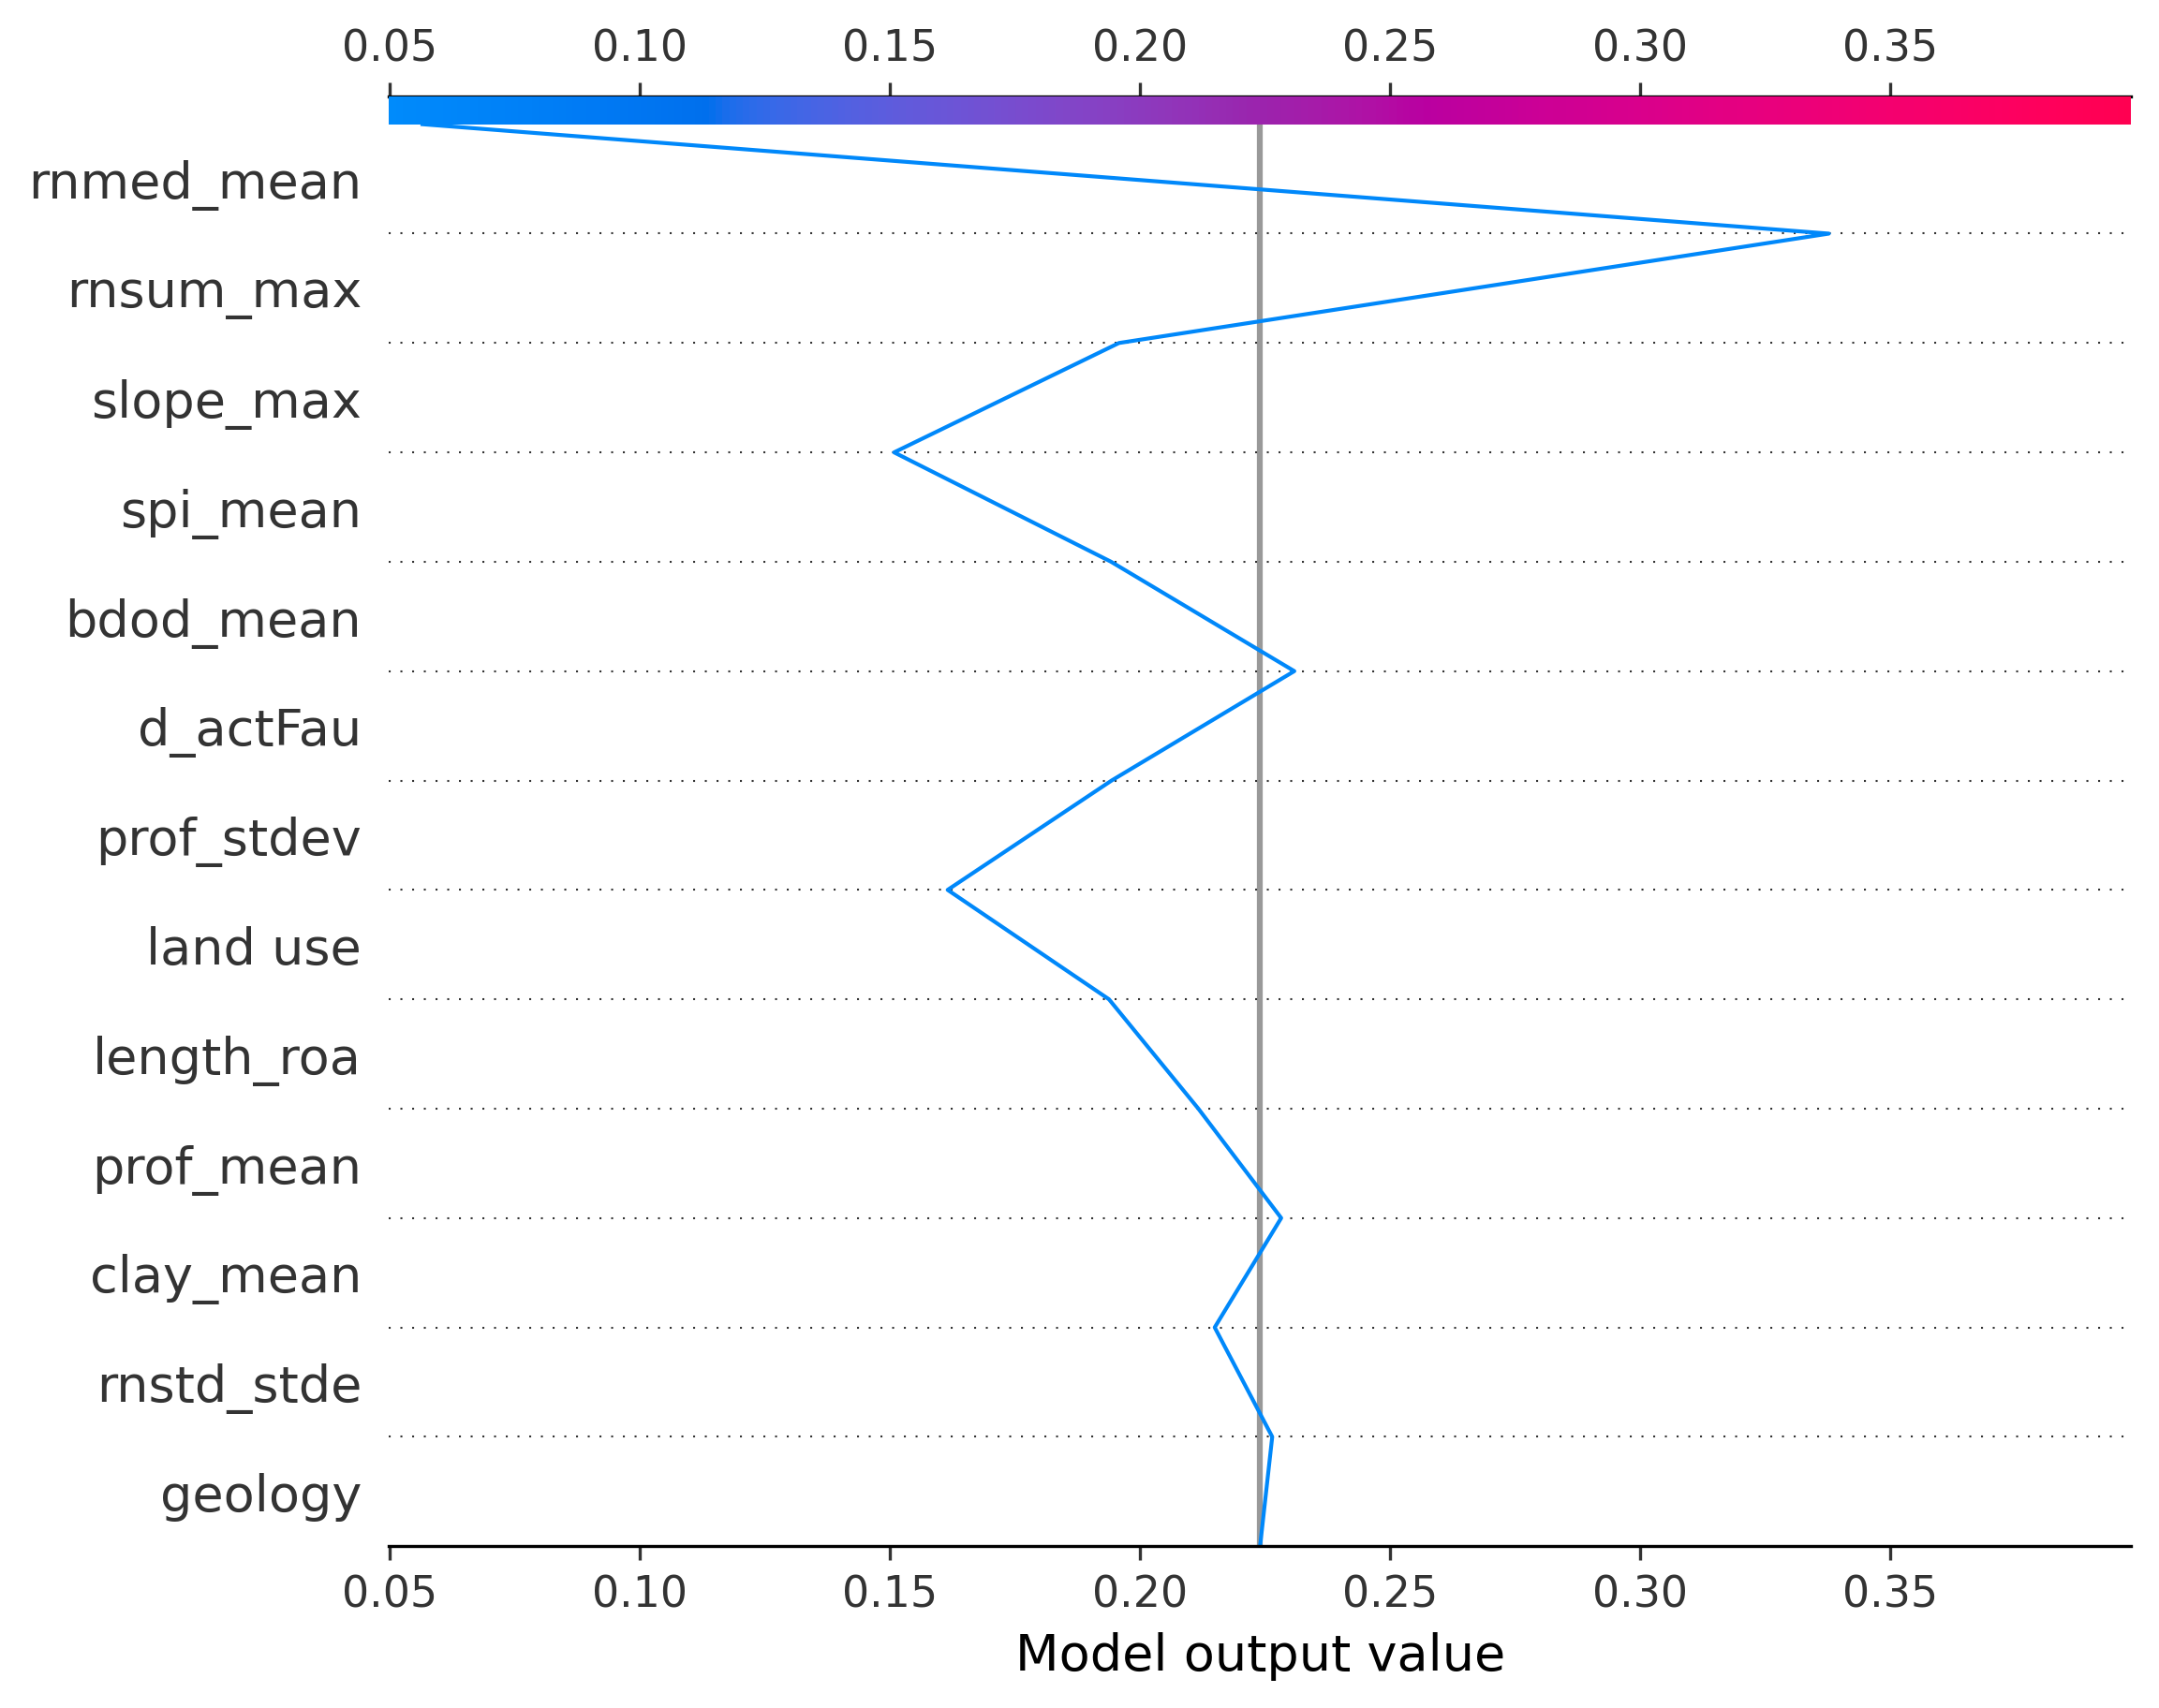 0.05 0.10 0.15 0.20 0.25 0.30 0.35
rnmed_mean
rnsum_max
slope_max
spi_mean
bdod_mean
d_actFau
prof_stdev
land use
length_roa
prof_mean
clay_mean
rnstd_stde
geology
0.05 0.10 0.15 0.20 0.25 0.30 0.35
Model output value